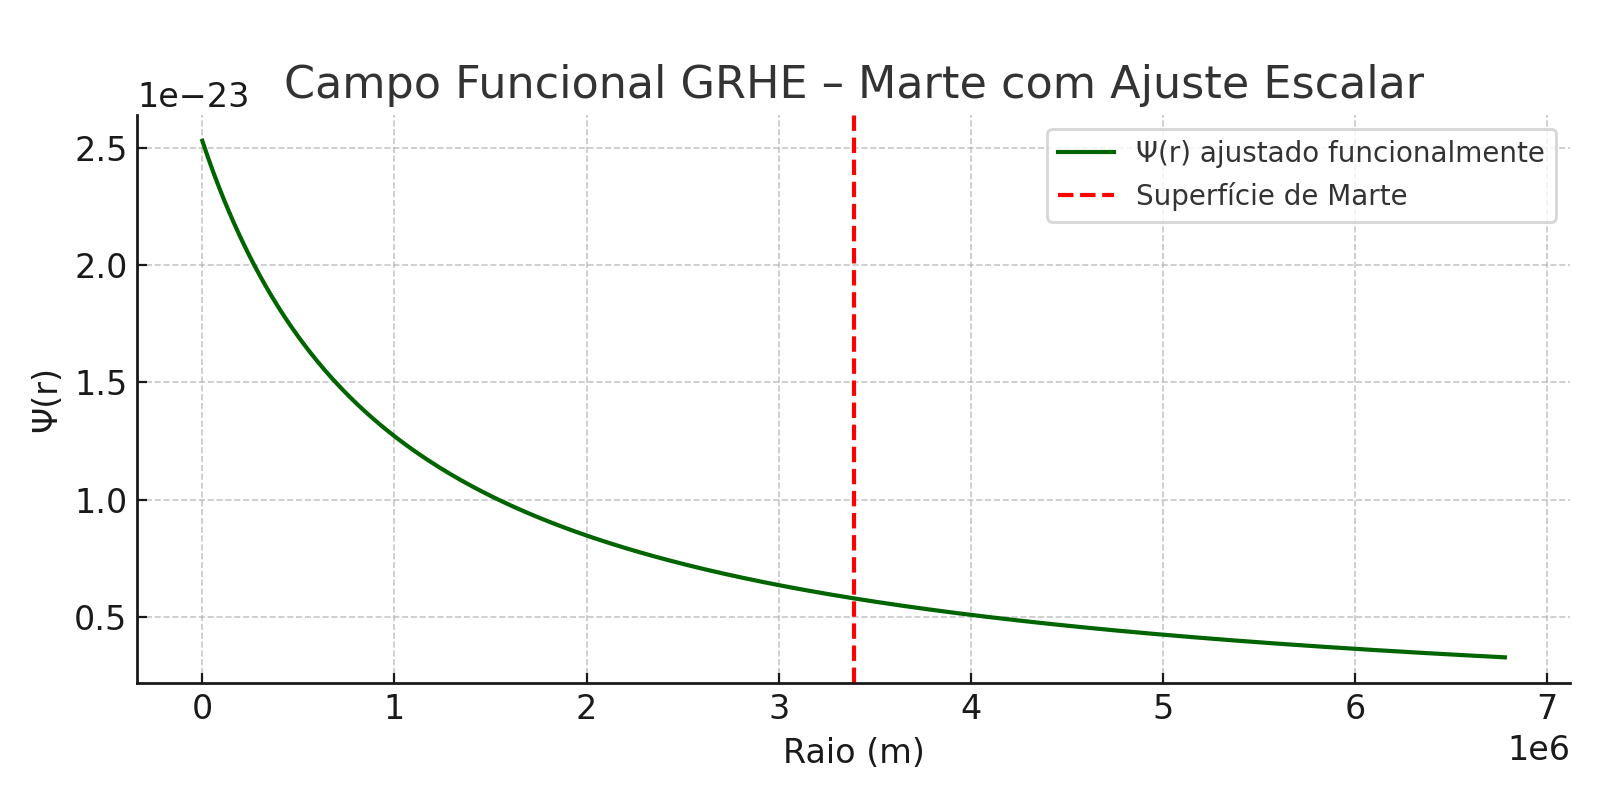 Campo Funcional GRHE – Marte com Ajuste Escalar
1e−23
Ψ(r) ajustado funcionalmente
Superfície de Marte
2.5
2.0
1.5
1.0
0.5
Ψ(r)
0 1 2 3 4 5 6 7
1e6
Raio (m)